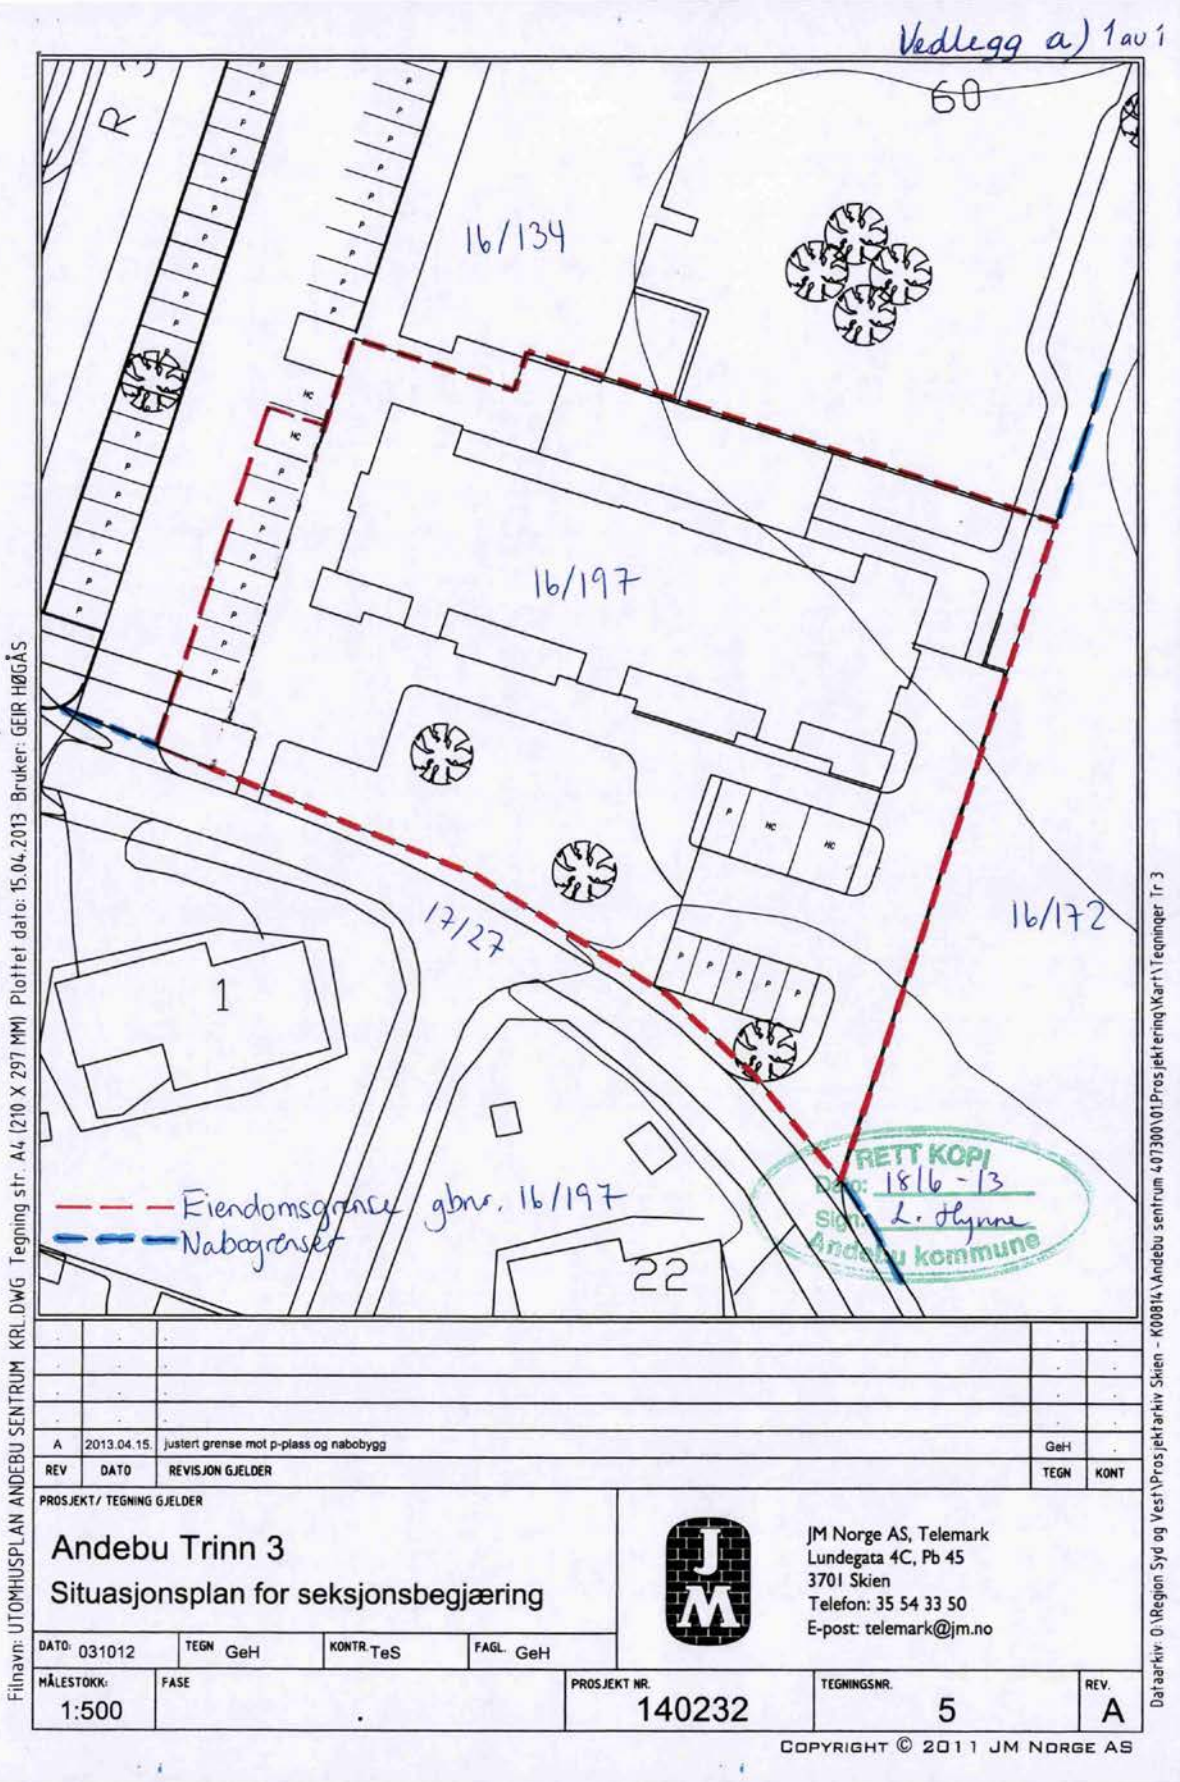 Vedlegg a) 1 av 1
60
R
16/134
P
HC
HC
16/197
P
HC
HC
17/27
16/172
P P P P P
1
RETT KOPI
Dato: 18/6 - 13
Sign:
Andebu kommune
Eiendomsgrense gbnr. 16/197
Nabogrenser
22
A 2013.04.15. justert grense mot p-plass og nabobygg GeH
REV DATO REVISJON GJELDER TEGN KONT
PROSJEKT/ TEGNING GJELDER
Andebu Trinn 3
Situasjonsplan for seksjonsbegjæring
JM
JM Norge AS, Telemark
Lundegata 4C, Pb 45
3701 Skien
Telefon: 35 54 33 50
E-post: telemark@jm.no
DATO: 031012 TEGN GeH KONTR. TeS FAGL. GeH
MÅLESTOKK: FASE PROSJEKT NR. TEGNINGSNR. REV.
1:500 140232 5 A
COPYRIGHT © 2011 JM NORGE AS
Filnavn: UTOMHUSPLAN ANDEBU SENTRUM KRL.DWG Tegning str. A4 (210 X 297 MM) Plottet dato: 15.04.2013 Bruker: GEIR HØGÅS
Dataarkiv: O:\Region Syd og Vest\Prosjektarkiv Skien - K00814\Andebu sentrum 407300\01 Prosjektering\Kart\Tegninger Tr 3